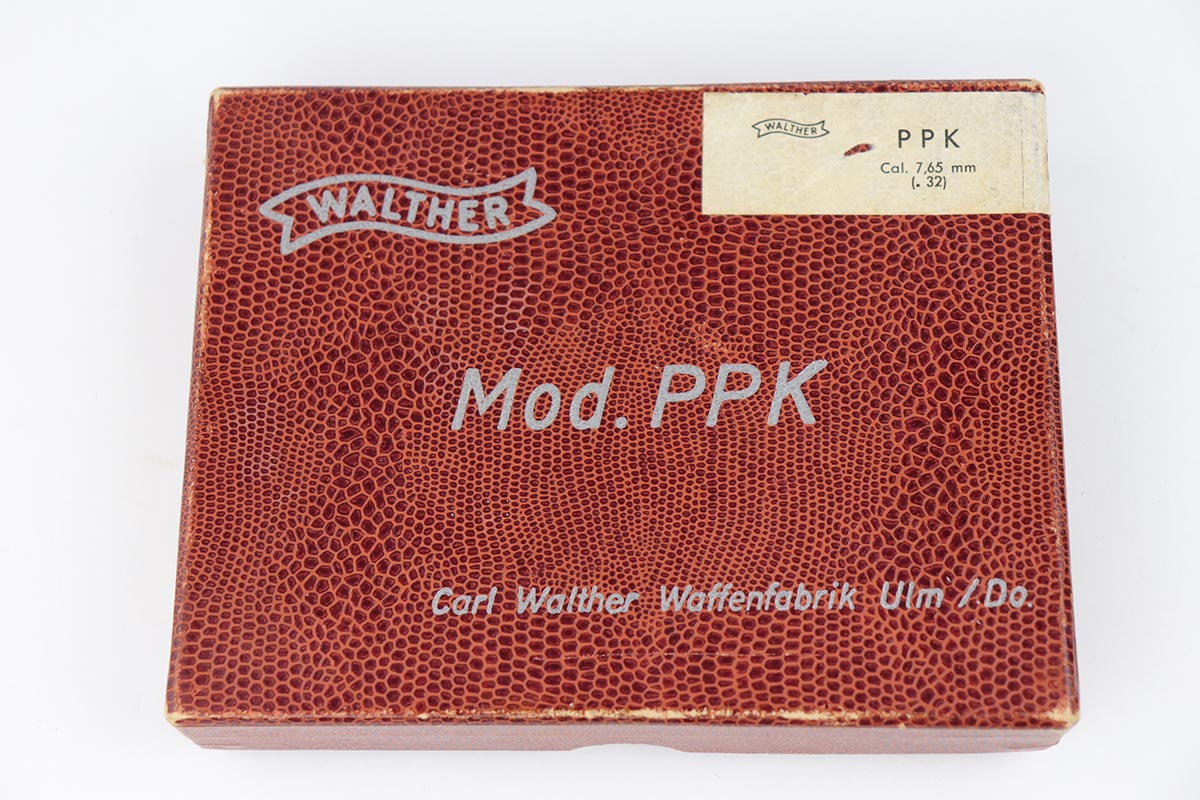 WALTHER
PPK
Cal. 7,65 mm
(. 32)
WALTHER
Mod. PPK
Carl Walther Waffenfabrik Ulm /Do.